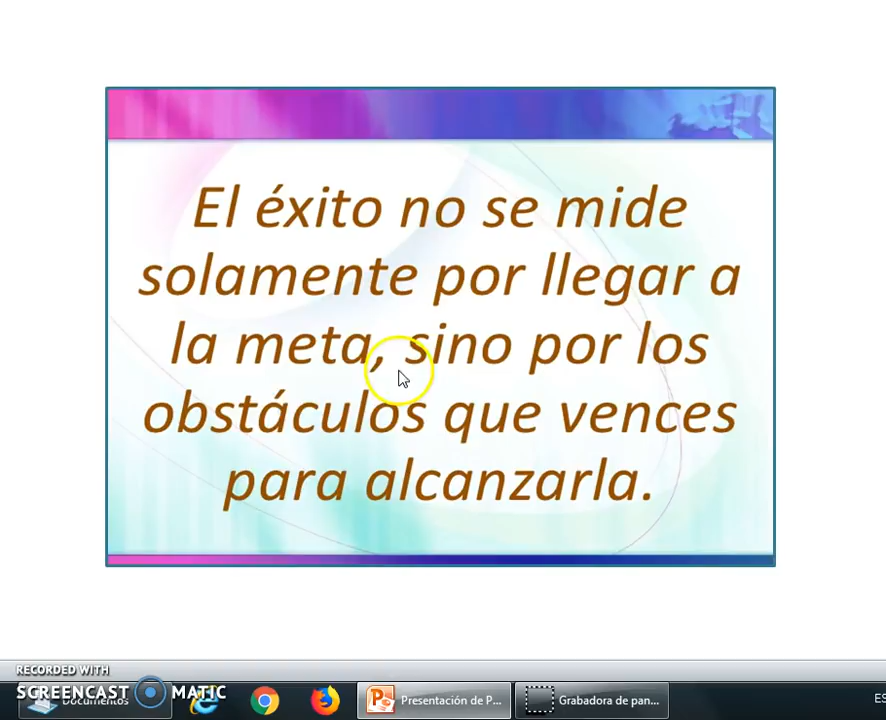 El éxito no se mide
solamente por llegar a
la meta, sino por los
obstáculos que vences
para alcanzarla.
RECORDED WITH
SCREENCAST MATIC
Documentos
Presentación de P...
Grabadora de pan...
ES